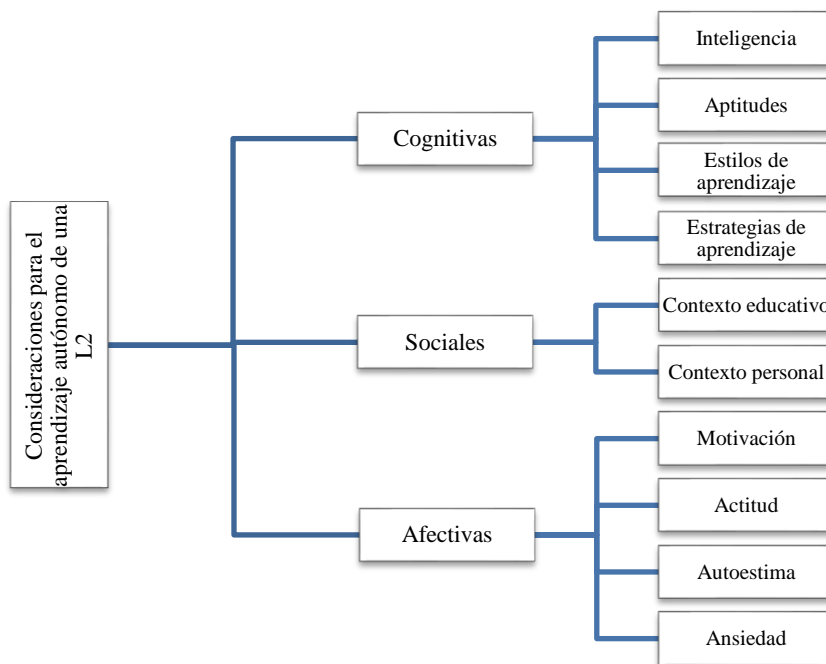 Consideraciones para el
aprendizaje autónomo de una
L2
Cognitivas
Inteligencia
Aptitudes
Estilos de
aprendizaje
Estrategias de
aprendizaje
Sociales
Contexto educativo
Contexto personal
Afectivas
Motivación
Actitud
Autoestima
Ansiedad